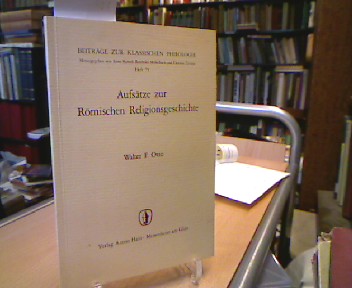 BEITRÄGE ZUR KLASSISCHEN PHILOLOGIE
Heft 71
Aufsätze zur
Römischen Religionsgeschichte
Walter F. Otto
Verlag Anton Hain · Meisenheim am Glan